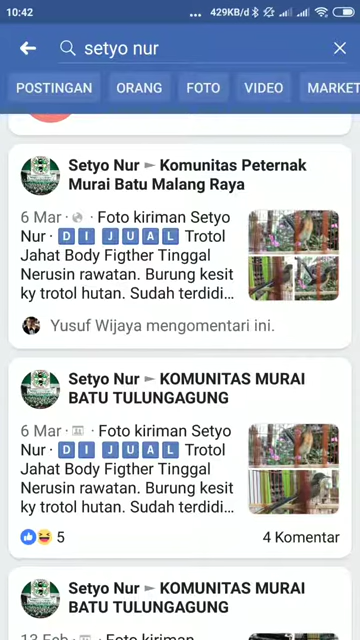 10:42
... 429KB/d
setyo nur
POSTINGAN ORANG FOTO VIDEO MARKET
Setyo Nur ► Komunitas Peternak
Murai Batu Malang Raya
6 Mar · Foto kiriman Setyo
Nur · 🇩 🇮 🇯 🇺 🇦 🇱 Trotol
Jahat Body Figther Tinggal
Nerusin rawatan. Burung kesit
ky trotol hutan. Sudah terdidi...
Yusuf Wijaya mengomentari ini.
Setyo Nur ► KOMUNITAS MURAI
BATU TULUNGAGUNG
6 Mar · Foto kiriman Setyo
Nur · 🇩 🇮 🇯 🇺 🇦 🇱 Trotol
Jahat Body Figther Tinggal
Nerusin rawatan. Burung kesit
ky trotol hutan. Sudah terdidi...
5 4 Komentar
Setyo Nur ► KOMUNITAS MURAI
BATU TULUNGAGUNG
13 Feb · Foto kiriman